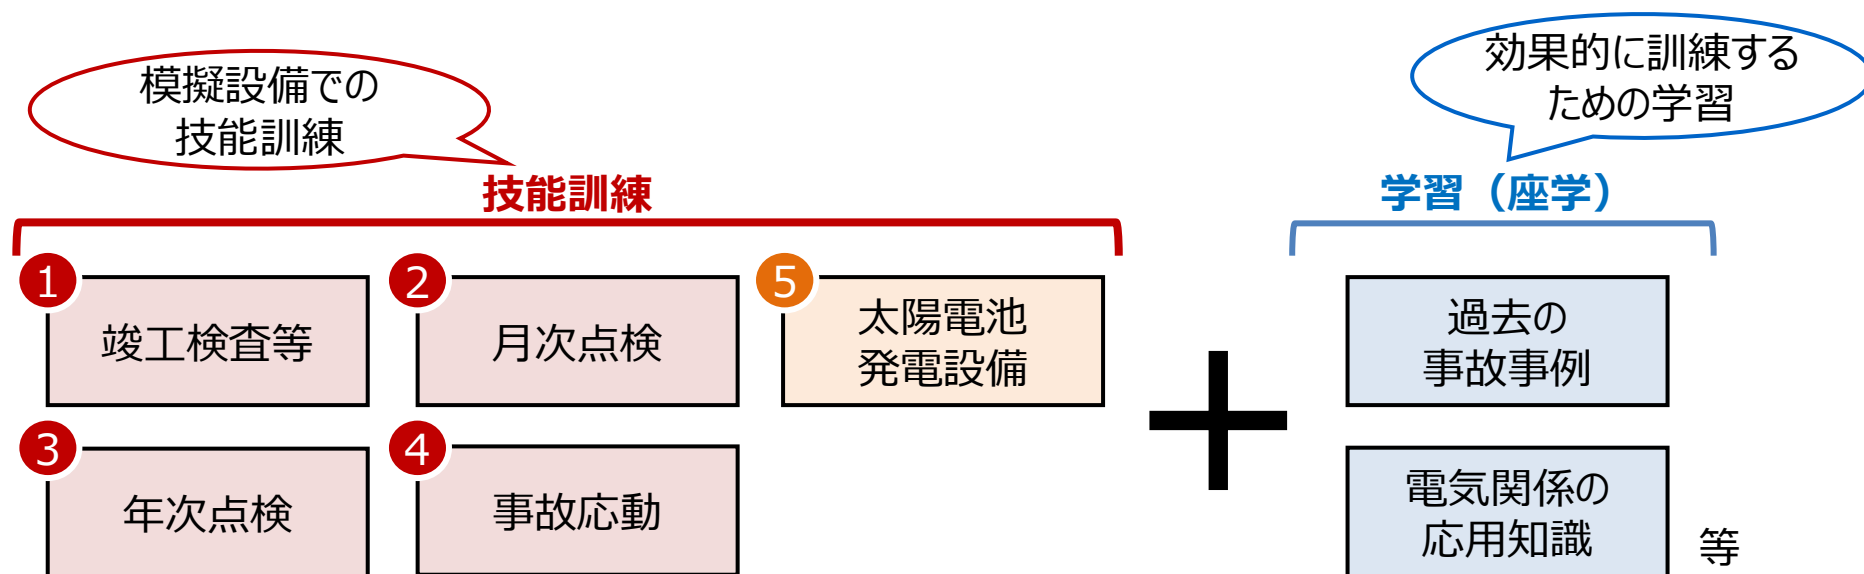 模擬設備での
技能訓練
効果的に訓練する
ための学習
技能訓練
学習（座学）
1
竣工検査等
2
月次点検
5
太陽電池
発電設備
過去の
事故事例
3
年次点検
4
事故応動
電気関係の
応用知識
等